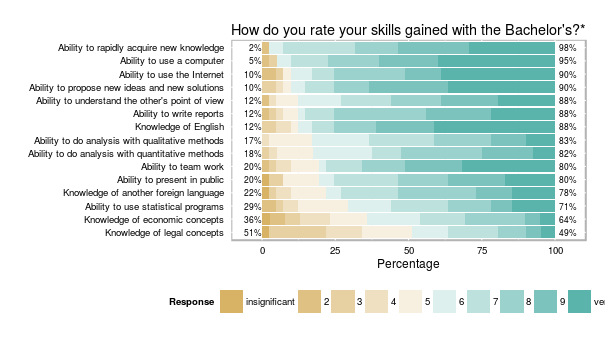 How do you rate your skills gained with the Bachelor's?*
Ability to rapidly acquire new knowledge 2% 98%
Ability to use a computer 5% 95%
Ability to use the Internet 10% 90%
Ability to propose new ideas and new solutions 10% 90%
Ability to understand the other's point of view 12% 88%
Ability to write reports 12% 88%
Knowledge of English 12% 88%
Ability to do analysis with qualitative methods 17% 83%
Ability to do analysis with quantitative methods 18% 82%
Ability to team work 20% 80%
Ability to present in public 20% 80%
Knowledge of another foreign language 22% 78%
Ability to use statistical programs 29% 71%
Knowledge of economic concepts 36% 64%
Knowledge of legal concepts 51% 49%
0 25 50 75 100
Percentage
Response insignificant 2 3 4 5 6 7 8 9